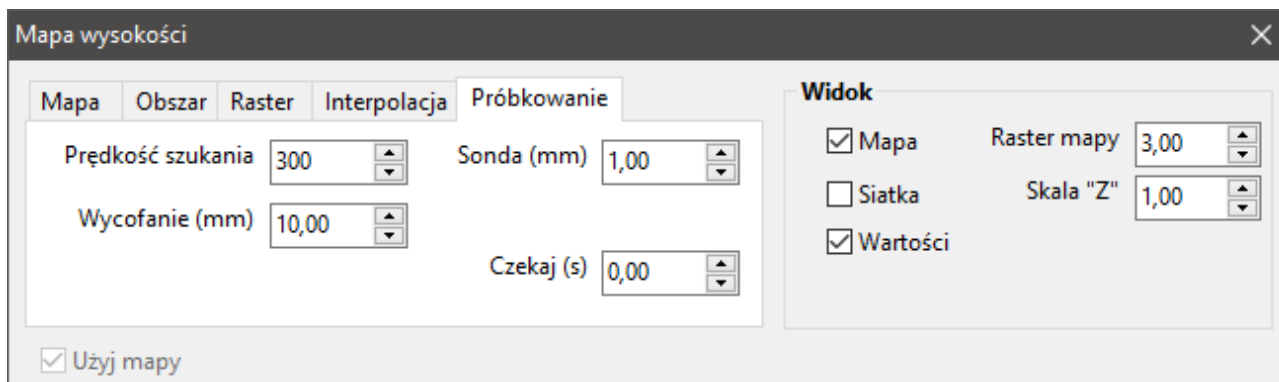 Mapa wysokości
Mapa Obszar Raster Interpolacja Próbkowanie
Prędkość szukania 300 Sonda (mm) 1,00
Wycofanie (mm) 10,00
Czekaj (s) 0,00
Widok
Mapa Raster mapy 3,00
Siatka Skala "Z" 1,00
Wartości
Użyj mapy